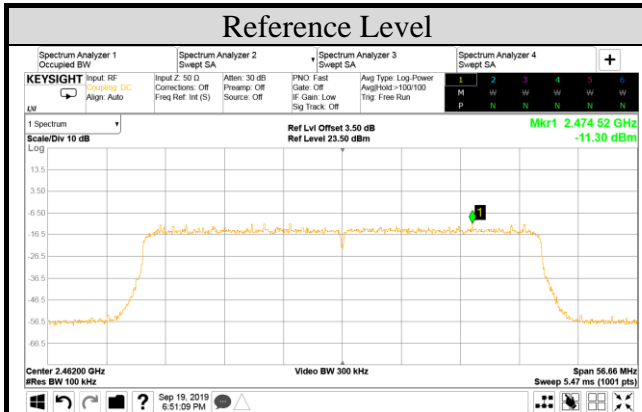 Reference Level
Spectrum Analyzer 1
Occupied BW
Spectrum Analyzer 2
Swept SA
Spectrum Analyzer 3
Swept SA
Spectrum Analyzer 4
Swept SA
+
KEYSIGHT
Input: RF
Coupling: DC
Align: Auto
Input Z: 50 Ω
Corrections: Off
Freq Ref: Int (S)
Atten: 30 dB
Preamp: Off
Source: Off
PNO: Fast
Gate: Off
IF Gain: Low
Sig Track: Off
Avg Type: Log-Power
Avg|Hold:>100/100
Trig: Free Run
1 2 3 4 5 6
M W W W W W
P N N N N N
LXI
1 Spectrum
Scale/Div 10 dB
Ref Lvl Offset 3.50 dB
Ref Level 23.50 dBm
Mkr1 2.474 52 GHz
-11.30 dBm
Log
13.5
3.50
-6.50
1
-16.5
-26.5
-36.5
-46.5
-56.5
-66.5
Center 2.46200 GHz
Video BW 300 kHz
Span 56.66 MHz
#Res BW 100 kHz
Sweep 5.47 ms (1001 pts)
?
Sep 19, 2019
6:51:09 PM